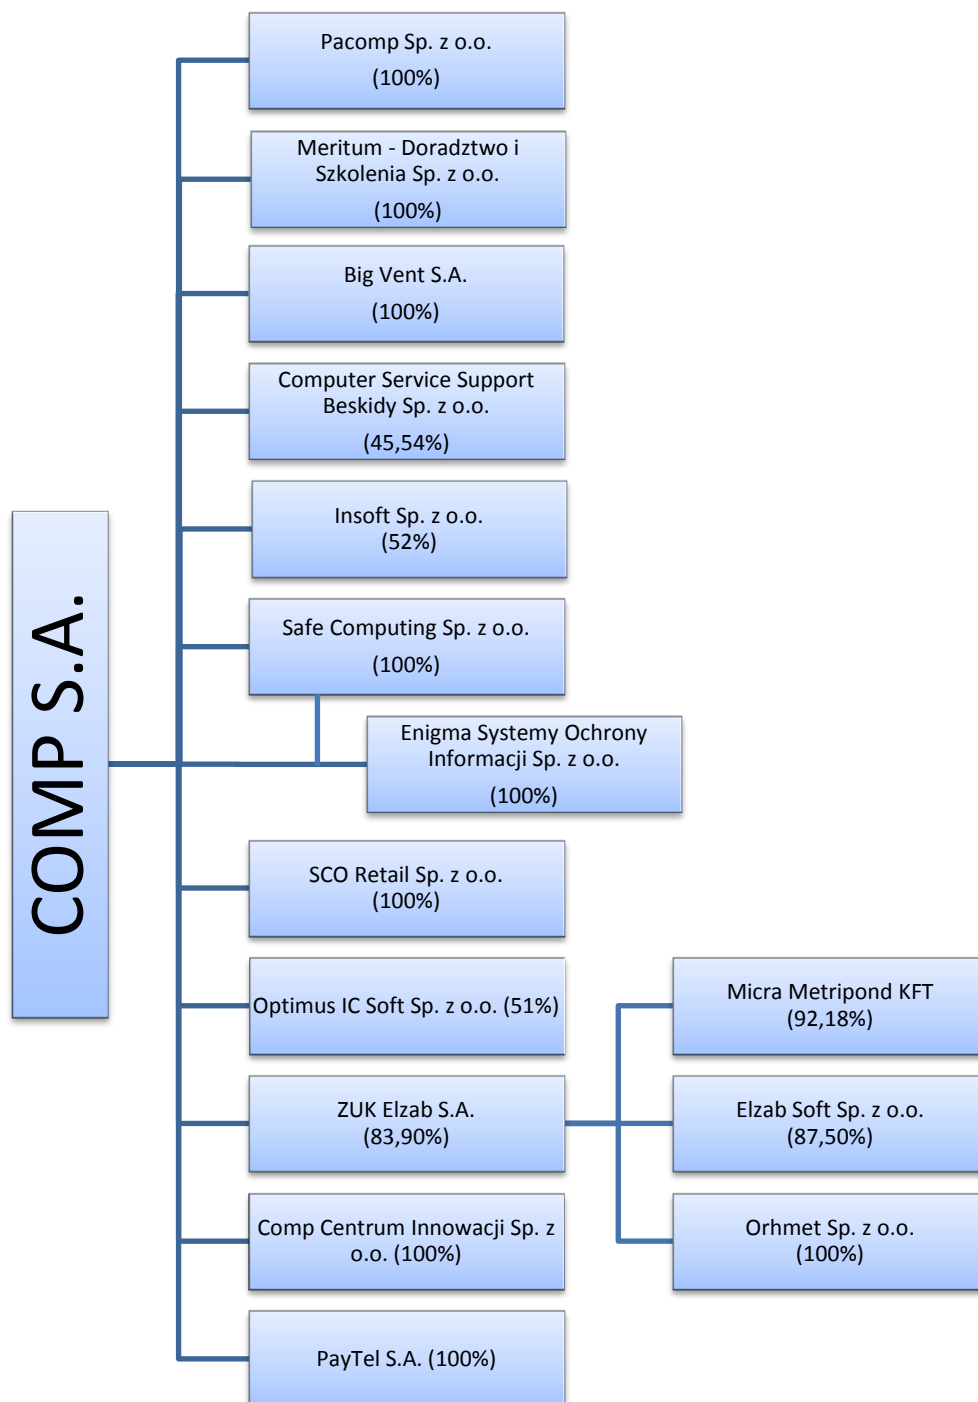 COMP S.A.
Pacomp Sp. z o.o.
(100%)
Meritum - Doradztwo i
Szkolenia Sp. z o.o.
(100%)
Big Vent S.A.
(100%)
Computer Service Support
Beskidy Sp. z o.o.
(45,54%)
Insoft Sp. z o.o.
(52%)
Safe Computing Sp. z o.o.
(100%)
Enigma Systemy Ochrony
Informacji Sp. z o.o.
(100%)
SCO Retail Sp. z o.o.
(100%)
Optimus IC Soft Sp. z o.o. (51%)
ZUK Elzab S.A.
(83,90%)
Micra Metripond KFT
(92,18%)
Elzab Soft Sp. z o.o.
(87,50%)
Orhmet Sp. z o.o.
(100%)
Comp Centrum Innowacji Sp. z
o.o. (100%)
PayTel S.A. (100%)